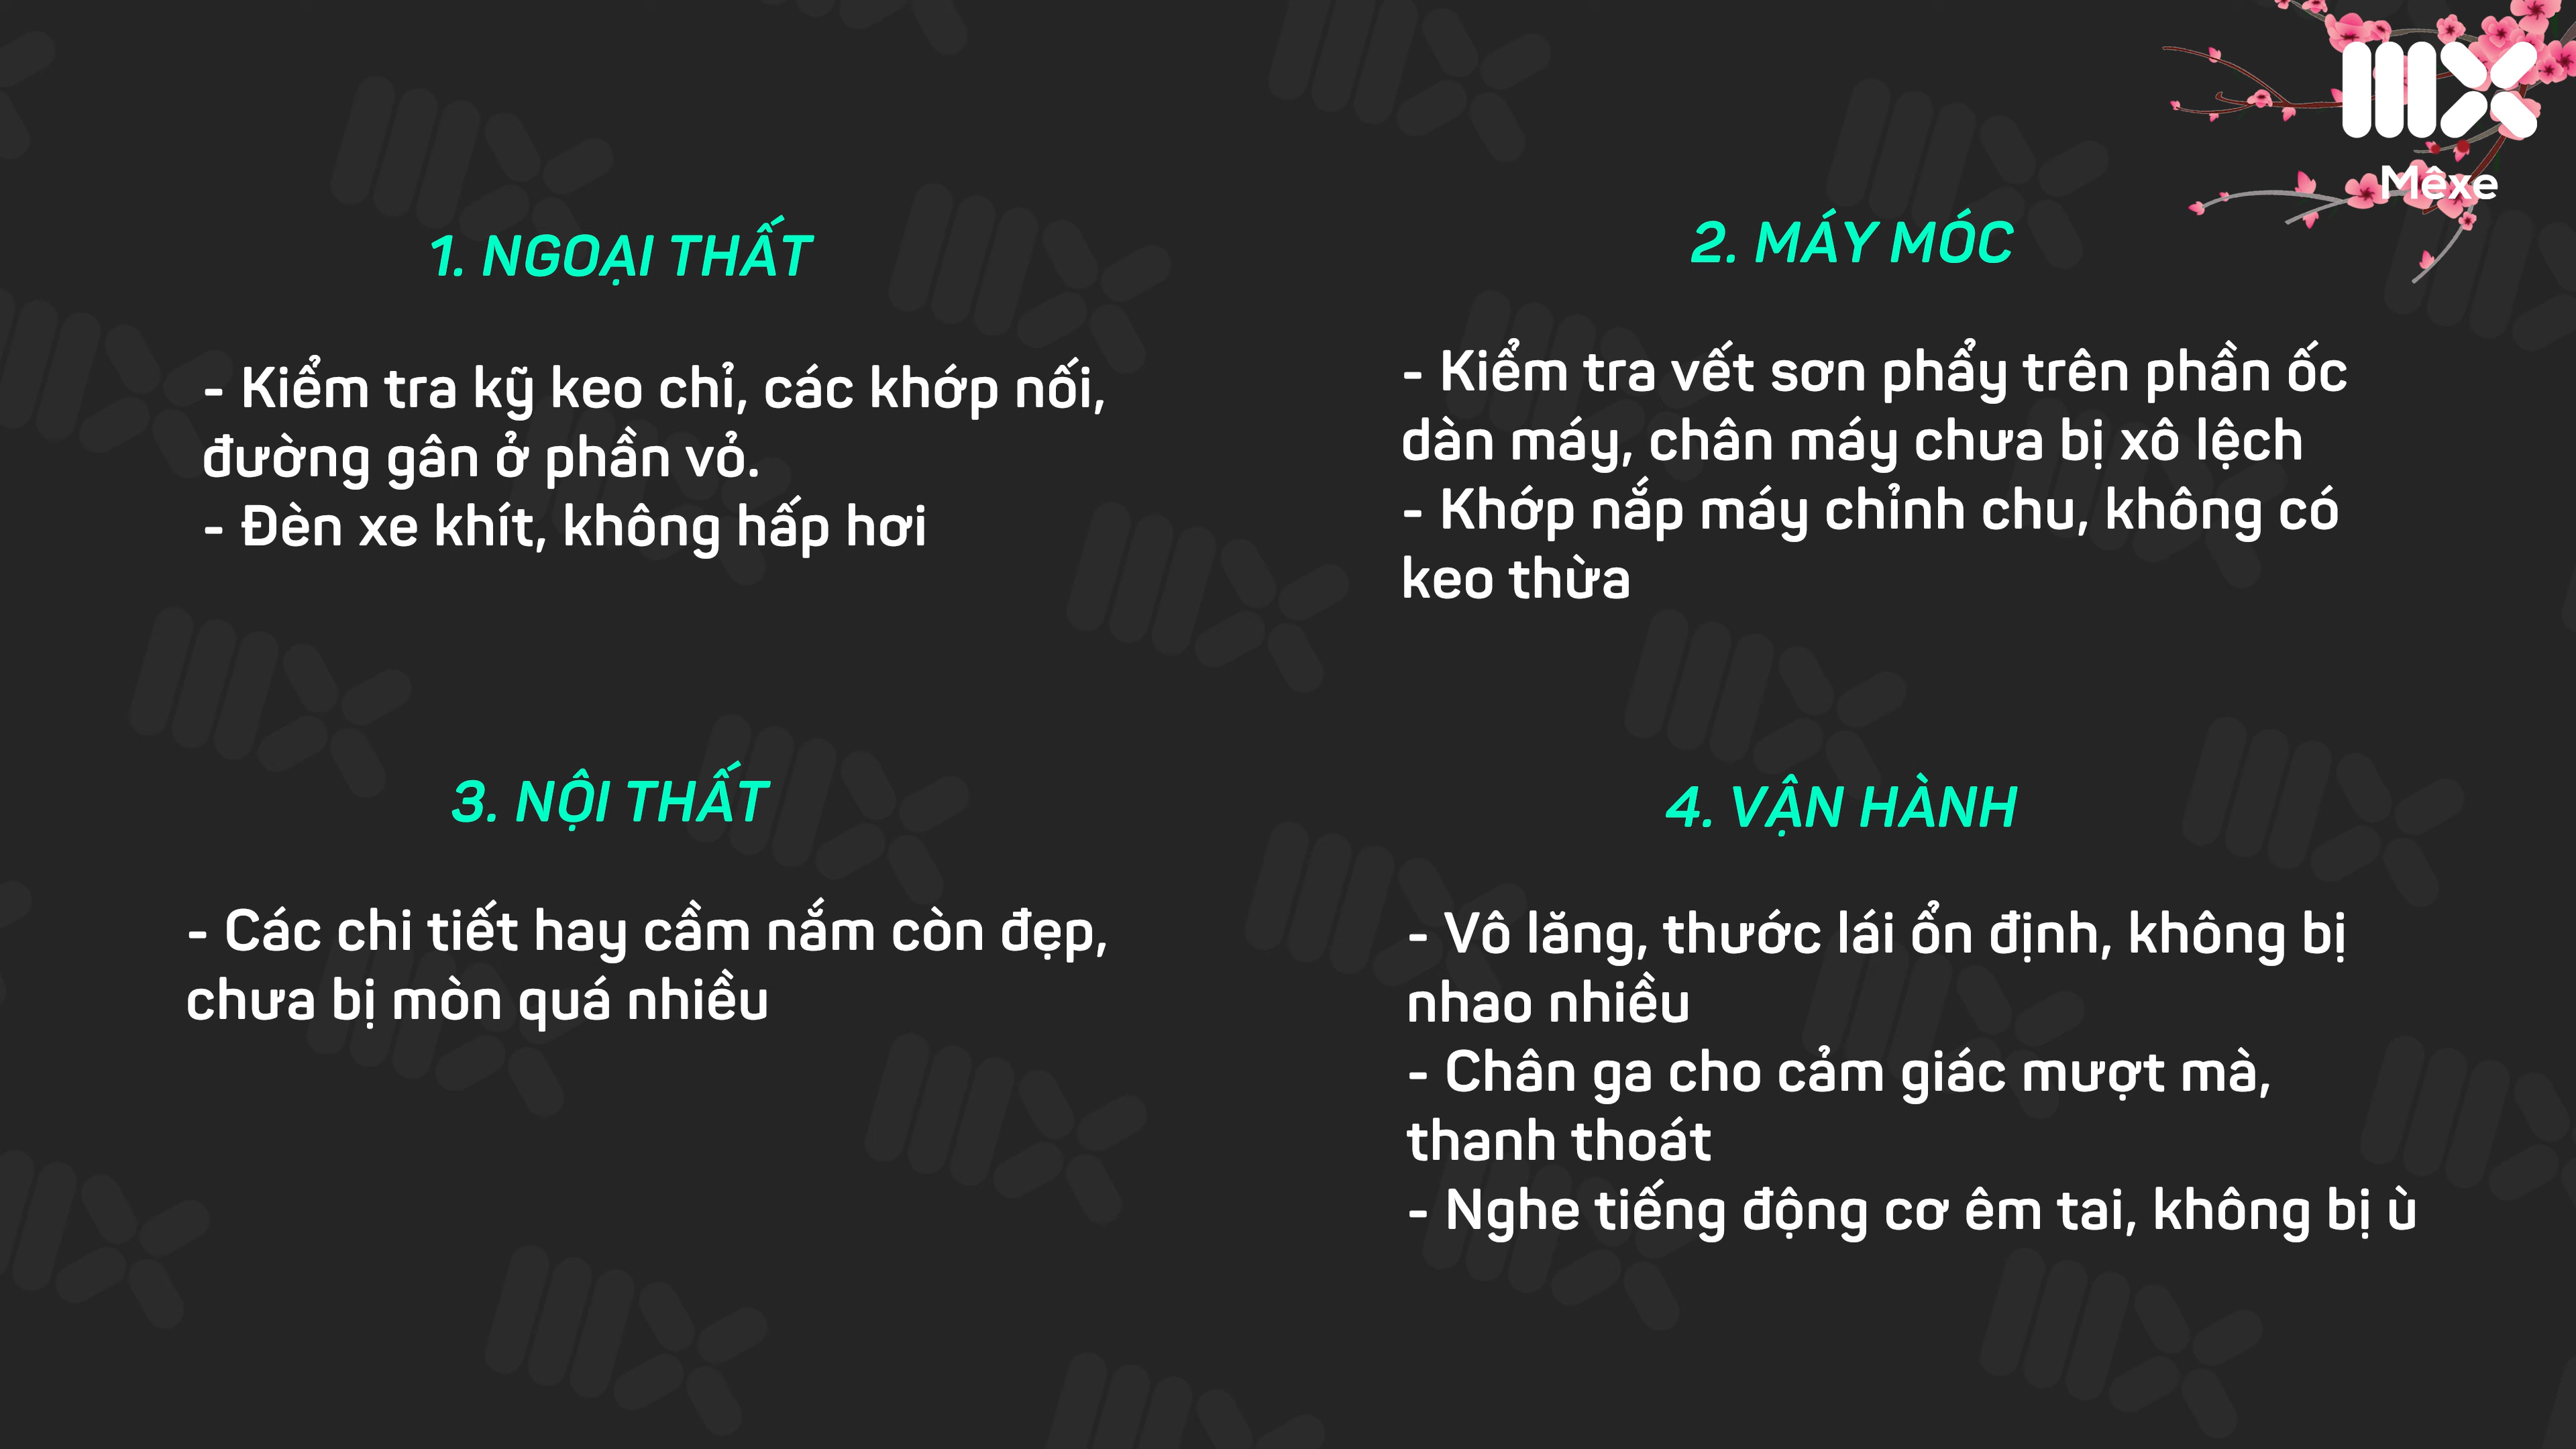 Mêxe
1. NGOẠI THẤT
- Kiểm tra kỹ keo chỉ, các khớp nối,
đường gân ở phần vỏ.
- Đèn xe khít, không hấp hơi
2. MÁY MÓC
- Kiểm tra vết sơn phẩy trên phần ốc
dàn máy, chân máy chưa bị xô lệch
- Khớp nắp máy chỉnh chu, không có
keo thừa
3. NỘI THẤT
- Các chi tiết hay cầm nắm còn đẹp,
chưa bị mòn quá nhiều
4. VẬN HÀNH
- Vô lăng, thước lái ổn định, không bị
nhao nhiều
- Chân ga cho cảm giác mượt mà,
thanh thoát
- Nghe tiếng động cơ êm tai, không bị ù